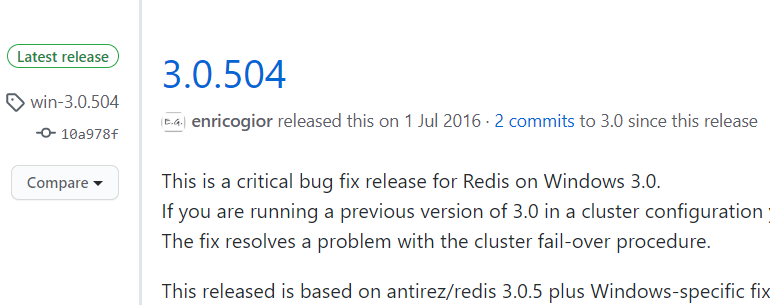 Latest release
win-3.0.504
10a978f
Compare
3.0.504
E.G. enricogior released this on 1 Jul 2016 · 2 commits to 3.0 since this release
This is a critical bug fix release for Redis on Windows 3.0.
If you are running a previous version of 3.0 in a cluster configuration
The fix resolves a problem with the cluster fail-over procedure.
This released is based on antirez/redis 3.0.5 plus Windows-specific fix